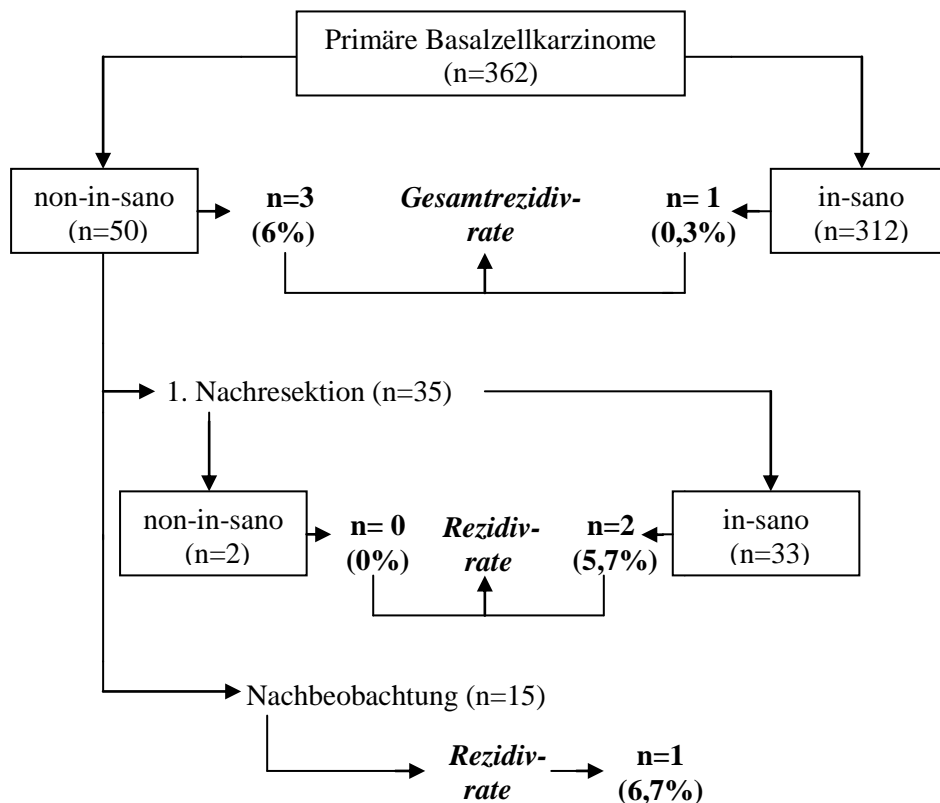 Primäre Basalzellkarzinome
(n=362)
non-in-sano
(n=50)
n=3
(6%)
Gesamtrezidiv-
rate
n= 1
(0,3%)
in-sano
(n=312)
1. Nachresektion (n=35)
non-in-sano
(n=2)
n= 0
(0%)
Rezidiv-
rate
n=2
(5,7%)
in-sano
(n=33)
Nachbeobachtung (n=15)
Rezidiv-
rate
n=1
(6,7%)